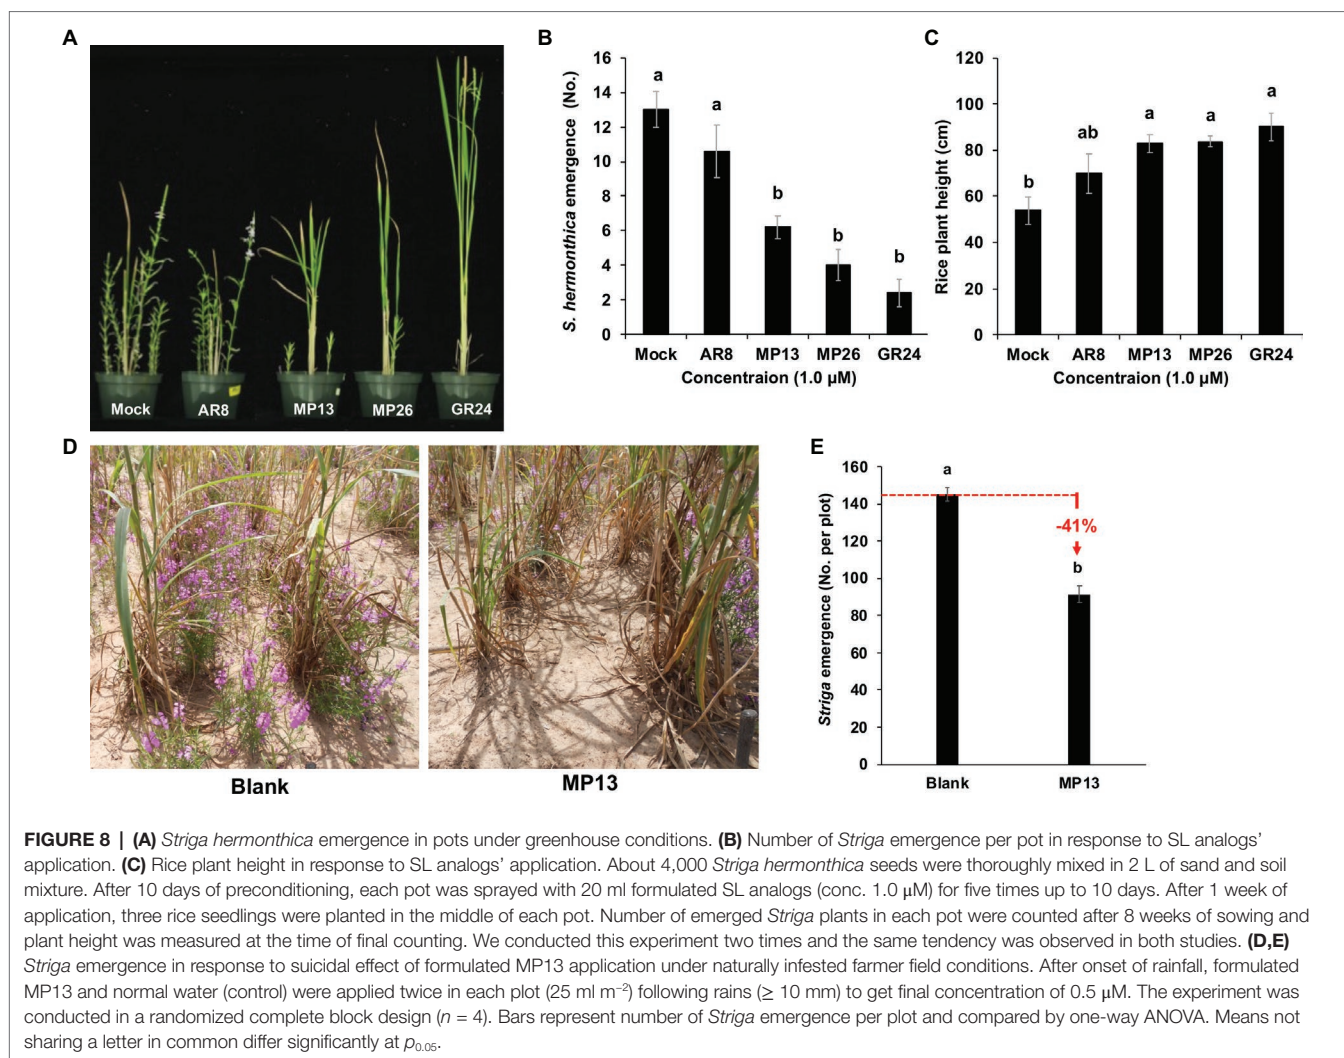 A
Mock
AR8
MP13
MP26
GR24
B
S. hermonthica emergence (No.)
16
14
12
10
8
6
4
2
0
a
a
b
b
b
Mock
AR8
MP13
MP26
GR24
Concentraion (1.0 µM)
C
Rice plant height (cm)
120
100
80
60
40
20
0
b
ab
a
a
a
Mock
AR8
MP13
MP26
GR24
Concentraion (1.0 µM)
D
Blank
MP13
E
Striga emergence (No. per plot)
160
140
120
100
80
60
40
20
0
a
-41%
b
Blank
MP13
FIGURE 8 | (A) Striga hermonthica emergence in pots under greenhouse conditions. (B) Number of Striga emergence per pot in response to SL analogs’
application. (C) Rice plant height in response to SL analogs’ application. About 4,000 Striga hermonthica seeds were thoroughly mixed in 2 L of sand and soil
mixture. After 10 days of preconditioning, each pot was sprayed with 20 ml formulated SL analogs (conc. 1.0 µM) for five times up to 10 days. After 1 week of
application, three rice seedlings were planted in the middle of each pot. Number of emerged Striga plants in each pot were counted after 8 weeks of sowing and
plant height was measured at the time of final counting. We conducted this experiment two times and the same tendency was observed in both studies. (D,E)
Striga emergence in response to suicidal effect of formulated MP13 application under naturally infested farmer field conditions. After onset of rainfall, formulated
MP13 and normal water (control) were applied twice in each plot (25 ml m⁻²) following rains (≥ 10 mm) to get final concentration of 0.5 µM. The experiment was
conducted in a randomized complete block design (n = 4). Bars represent number of Striga emergence per plot and compared by one-way ANOVA. Means not
sharing a letter in common differ significantly at p₀.₀₅.